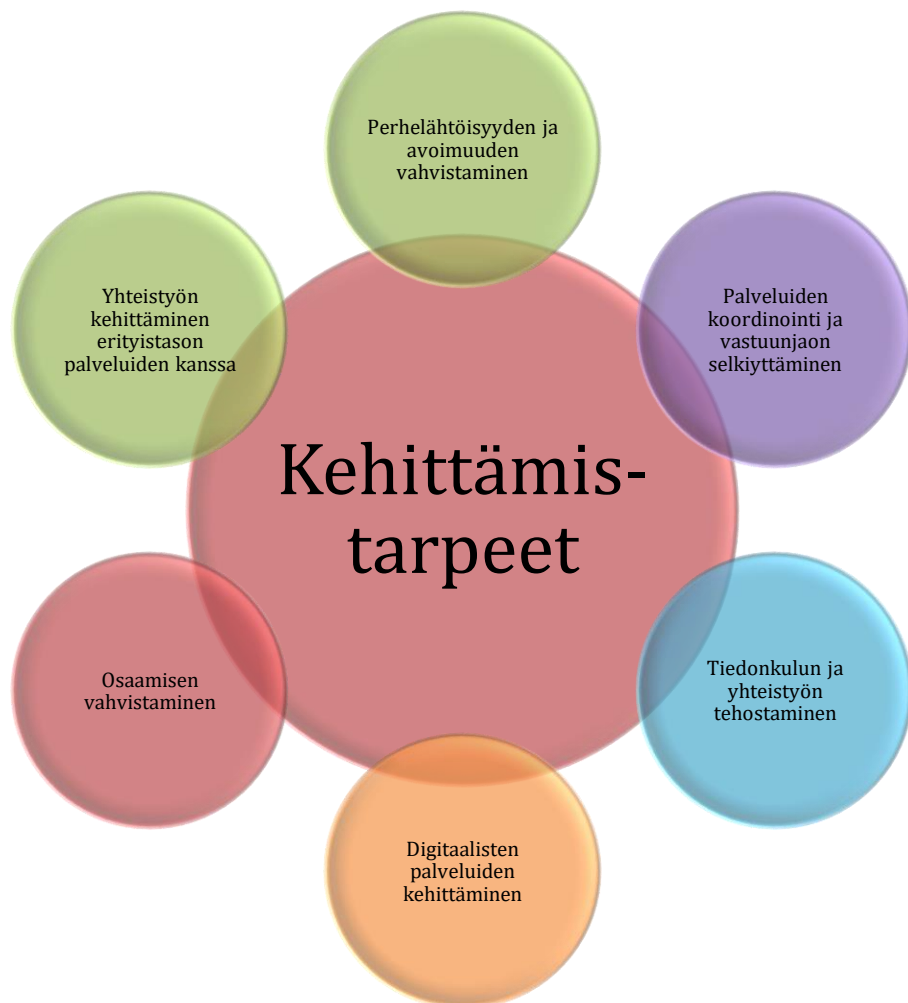 Perhelähtöisyyden ja
avoimuuden
vahvistaminen
Palveluiden
koordinointi ja
vastuunjaon
selkiyttäminen
Tiedonkulun ja
yhteistyön
tehostaminen
Digitaalisten
palveluiden
kehittäminen
Osaamisen
vahvistaminen
Yhteistyön
kehittäminen
erityistason
palveluiden kanssa
Kehittämis-
tarpeet